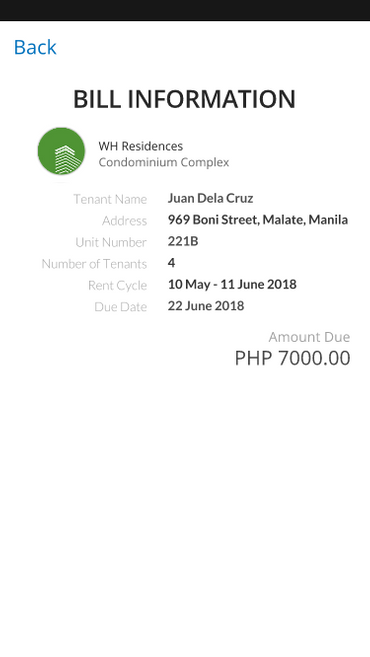 Back
BILL INFORMATION
WH Residences
Condominium Complex
Tenant Name Juan Dela Cruz
Address 969 Boni Street, Malate, Manila
Unit Number 221B
Number of Tenants 4
Rent Cycle 10 May - 11 June 2018
Due Date 22 June 2018
Amount Due
PHP 7000.00